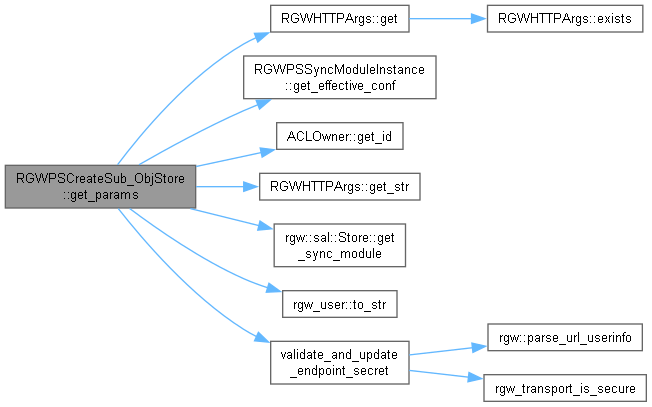 RGWPSCreateSub_ObjStore
::get_params
RGWHTTPArgs::get
RGWHTTPArgs::exists
RGWPSSyncModuleInstance
::get_effective_conf
ACLOwner::get_id
RGWHTTPArgs::get_str
rgw::sal::Store::get
_sync_module
rgw_user::to_str
validate_and_update
_endpoint_secret
rgw::parse_url_userinfo
rgw_transport_is_secure